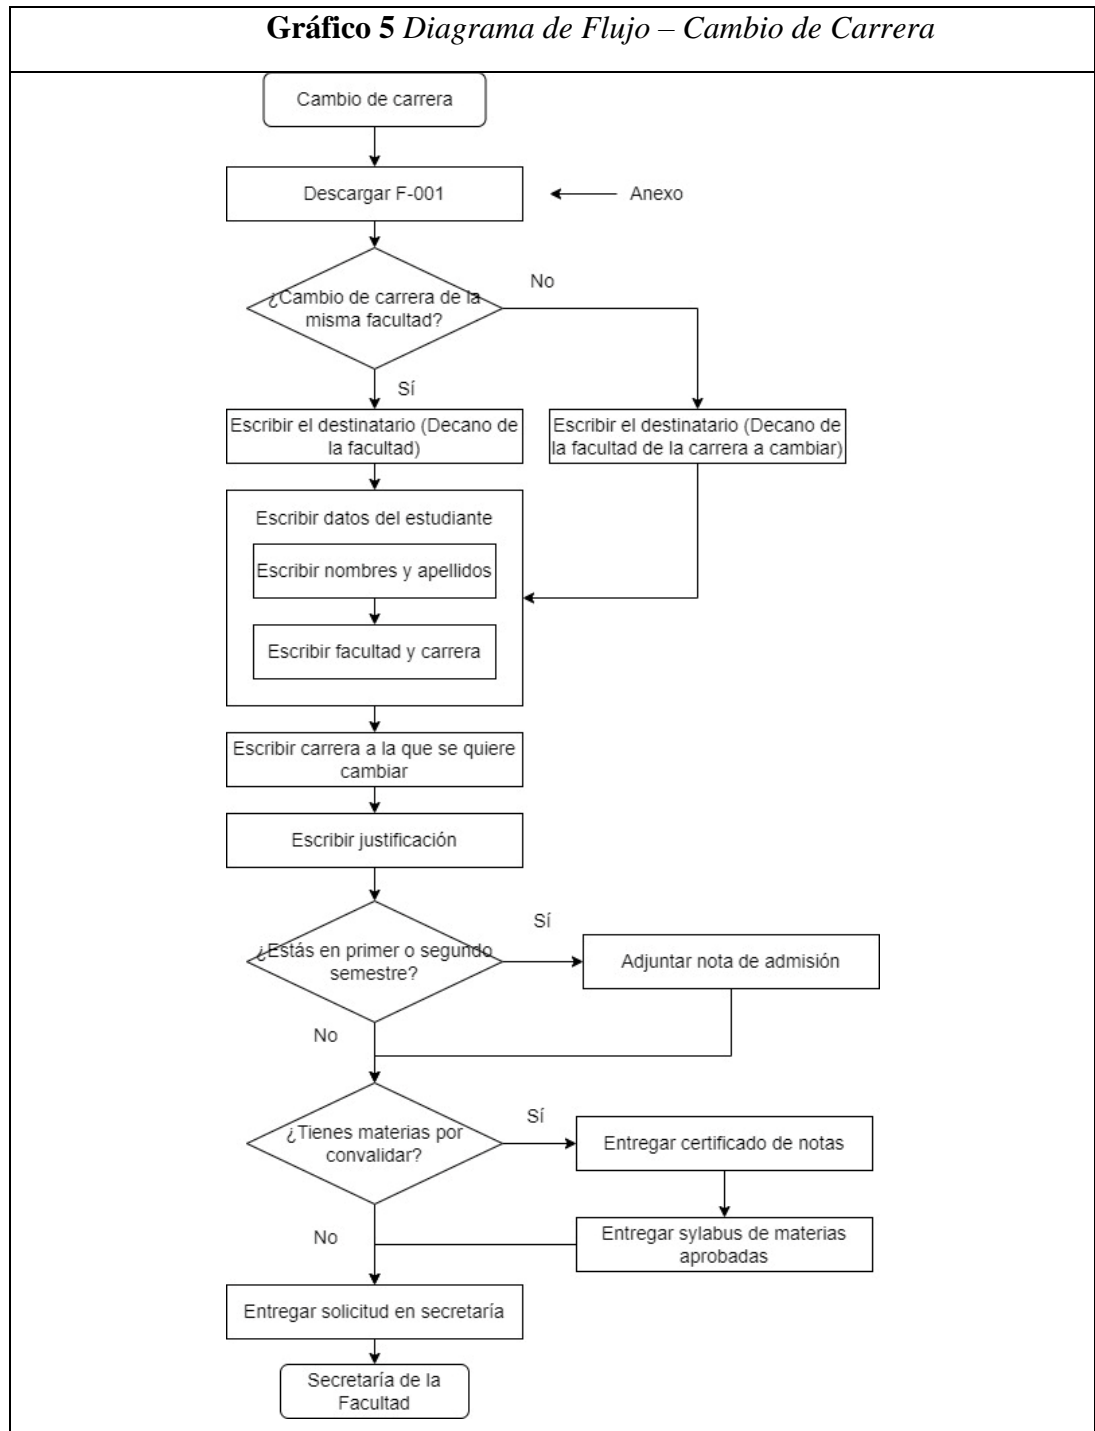 Gráfico 5 Diagrama de Flujo – Cambio de Carrera
Cambio de carrera
Descargar F-001
Anexo
No
¿Cambio de carrera de la
misma facultad?
Sí
Escribir el destinatario (Decano de
la facultad)
Escribir el destinatario (Decano de
la facultad de la carrera a cambiar)
Escribir datos del estudiante
Escribir nombres y apellidos
Escribir facultad y carrera
Escribir carrera a la que se quiere
cambiar
Escribir justificación
Sí
¿Estás en primer o segundo
semestre?
Adjuntar nota de admisión
No
Sí
¿Tienes materias por
convalidar?
Entregar certificado de notas
No
Entregar sylabus de materias
aprobadas
Entregar solicitud en secretaría
Secretaría de la
Facultad